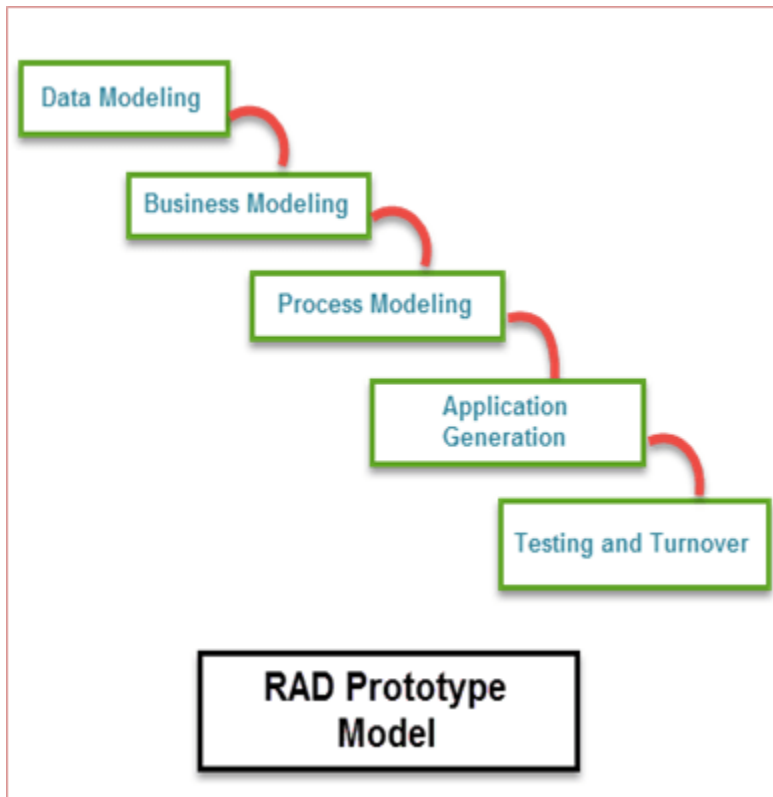 Data Modeling
Business Modeling
Process Modeling
Application
Generation
Testing and Turnover
RAD Prototype
Model